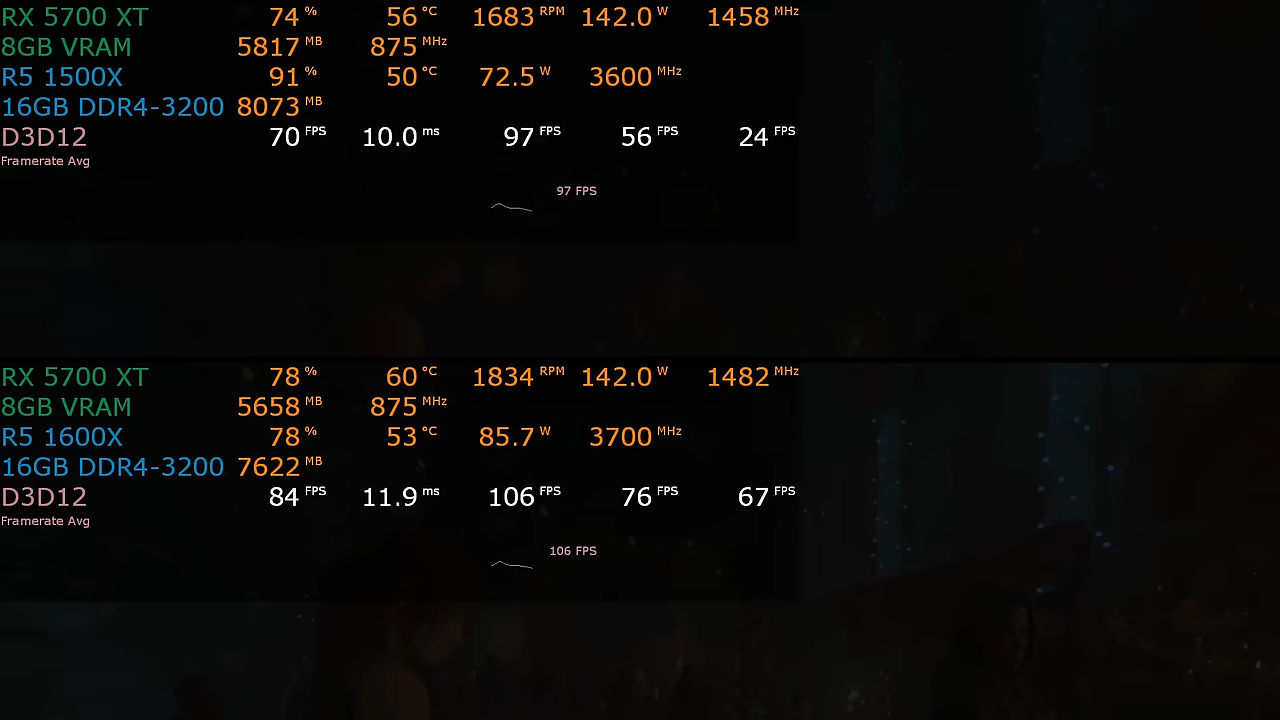 RX 5700 XT 74 % 56 °C 1683 RPM 142.0 W 1458 MHz
8GB VRAM 5817 MB 875 MHz
R5 1500X 91 % 50 °C 72.5 W 3600 MHz
16GB DDR4-3200 8073 MB
D3D12 70 FPS 10.0 ms 97 FPS 56 FPS 24 FPS
Framerate Avg
97 FPS
RX 5700 XT 78 % 60 °C 1834 RPM 142.0 W 1482 MHz
8GB VRAM 5658 MB 875 MHz
R5 1600X 78 % 53 °C 85.7 W 3700 MHz
16GB DDR4-3200 7622 MB
D3D12 84 FPS 11.9 ms 106 FPS 76 FPS 67 FPS
Framerate Avg
106 FPS